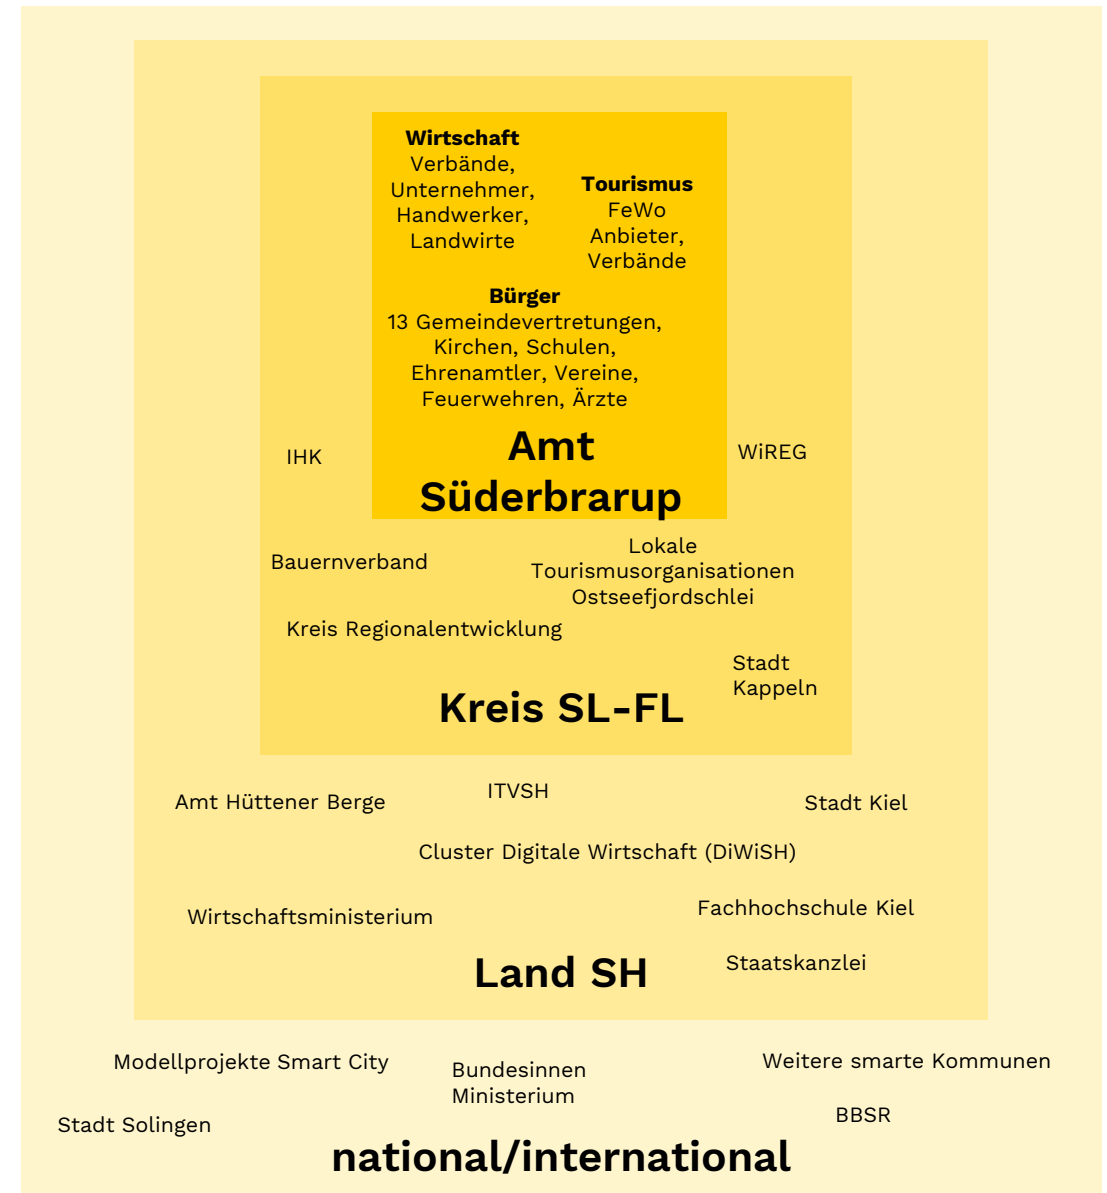 Wirtschaft
Verbände,
Unternehmer,
Handwerker,
Landwirte
Tourismus
FeWo
Anbieter,
Verbände
Bürger
13 Gemeindevertretungen,
Kirchen, Schulen,
Ehrenamtler, Vereine,
Feuerwehren, Ärzte
Amt
Süderbrarup
IHK
WiREG
Bauernverband
Lokale
Tourismusorganisationen
Ostseefjordschlei
Kreis Regionalentwicklung
Stadt
Kappeln
Kreis SL-FL
Amt Hüttener Berge
ITVSH
Stadt Kiel
Cluster Digitale Wirtschaft (DiWiSH)
Wirtschaftsministerium
Fachhochschule Kiel
Staatskanzlei
Land SH
Modellprojekte Smart City
Bundesinnen
Ministerium
Weitere smarte Kommunen
Stadt Solingen
BBSR
national/international